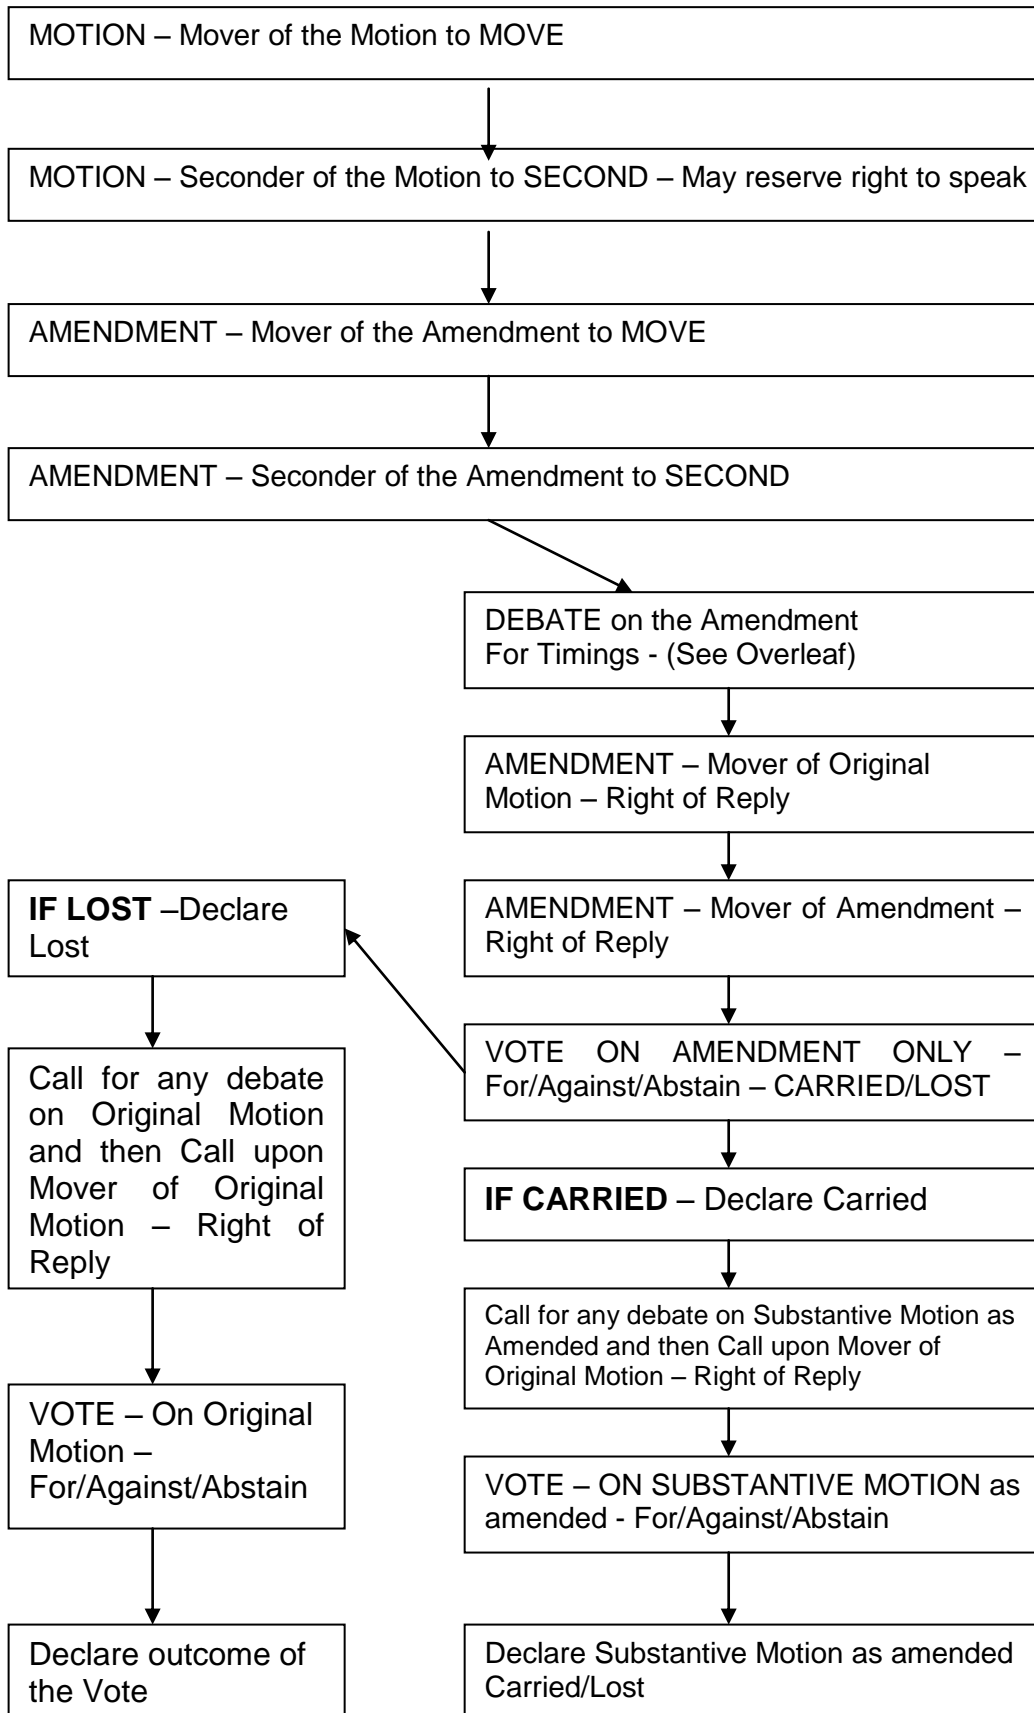 MOTION – Mover of the Motion to MOVE
MOTION – Seconder of the Motion to SECOND – May reserve right to speak
AMENDMENT – Mover of the Amendment to MOVE
AMENDMENT – Seconder of the Amendment to SECOND
DEBATE on the Amendment
For Timings - (See Overleaf)
AMENDMENT – Mover of Original
Motion – Right of Reply
AMENDMENT – Mover of Amendment –
Right of Reply
VOTE ON AMENDMENT ONLY –
For/Against/Abstain – CARRIED/LOST
IF LOST –Declare
Lost
Call for any debate
on Original Motion
and then Call upon
Mover of Original
Motion – Right of
Reply
VOTE – On Original
Motion –
For/Against/Abstain
Declare outcome of
the Vote
IF CARRIED – Declare Carried
Call for any debate on Substantive Motion as
Amended and then Call upon Mover of
Original Motion – Right of Reply
VOTE – ON SUBSTANTIVE MOTION as
amended - For/Against/Abstain
Declare Substantive Motion as amended
Carried/Lost